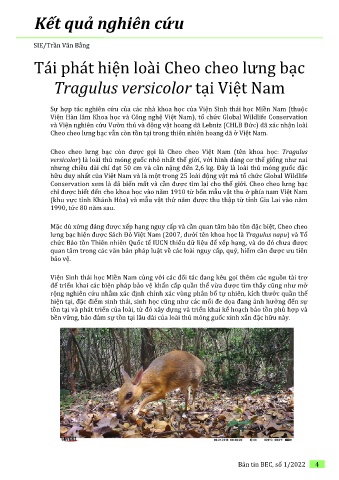 Kết quả nghiên cứu
SIE/Trần Văn Bằng
Tái phát hiện loài Cheo cheo lưng bạc
Tragulus versicolor tại Việt Nam
Sự hợp tác nghiên cứu của các nhà khoa học của Viện Sinh thái học Miền Nam (thuộc
Viện Hàn lâm Khoa học và Công nghệ Việt Nam), tổ chức Global Wildlife Conservation
và Viện nghiên cứu Vườn thú và động vật hoang dã Leibniz (CHLB Đức) đã xác nhận loài
Cheo cheo lưng bạc vẫn còn tồn tại trong thiên nhiên hoang dã ở Việt Nam.
Cheo cheo lưng bạc còn được gọi là Cheo cheo Việt Nam (tên khoa học: Tragulus
versicolor) là loài thú móng guốc nhỏ nhất thế giới, với hình dáng cơ thể giống như nai
nhưng chiều dài chỉ đạt 50 cm và cân nặng đến 2,6 kg. Đây là loài thú móng guốc đặc
hữu duy nhất của Việt Nam và là một trong 25 loài động vật mà tổ chức Global Wildlife
Conservation xem là đã biến mất và cần được tìm lại cho thế giới. Cheo cheo lưng bạc
chỉ được biết đến cho khoa học vào năm 1910 từ bốn mẫu vật thu ở phía nam Việt Nam
(khu vực tỉnh Khánh Hòa) và mẫu vật thứ năm được thu thập từ tỉnh Gia Lai vào năm
1990, tức 80 năm sau.
Mặc dù xứng đáng được xếp hạng nguy cấp và cần quan tâm bảo tồn đặc biệt, Cheo cheo
lưng bạc hiện được Sách Đỏ Việt Nam (2007, dưới tên khoa học là Tragulus napu) và Tổ
chức Bảo tồn Thiên nhiên Quốc tế IUCN thiếu dữ liệu để xếp hạng, và do đó chưa được
quan tâm trong các văn bản pháp luật về các loài nguy cấp, quý, hiếm cần được ưu tiên
bảo vệ.
Viện Sinh thái học Miền Nam cùng với các đối tác đang kêu gọi thêm các nguồn tài trợ
để triển khai các biện pháp bảo vệ khẩn cấp quần thể vừa được tìm thấy cũng như mở
rộng nghiên cứu nhằm xác định chính xác vùng phân bố tự nhiên, kích thước quần thể
hiện tại, đặc điểm sinh thái, sinh học cũng như các mối đe dọa đang ảnh hưởng đến sự
tồn tại và phát triển của loài, từ đó xây dựng và triển khai kế hoạch bảo tồn phù hợp và
bền vững, bảo đảm sự tồn tại lâu dài của loài thú móng guốc xinh xắn đặc hữu này.
Bản tin BEC, số 1/2022 4